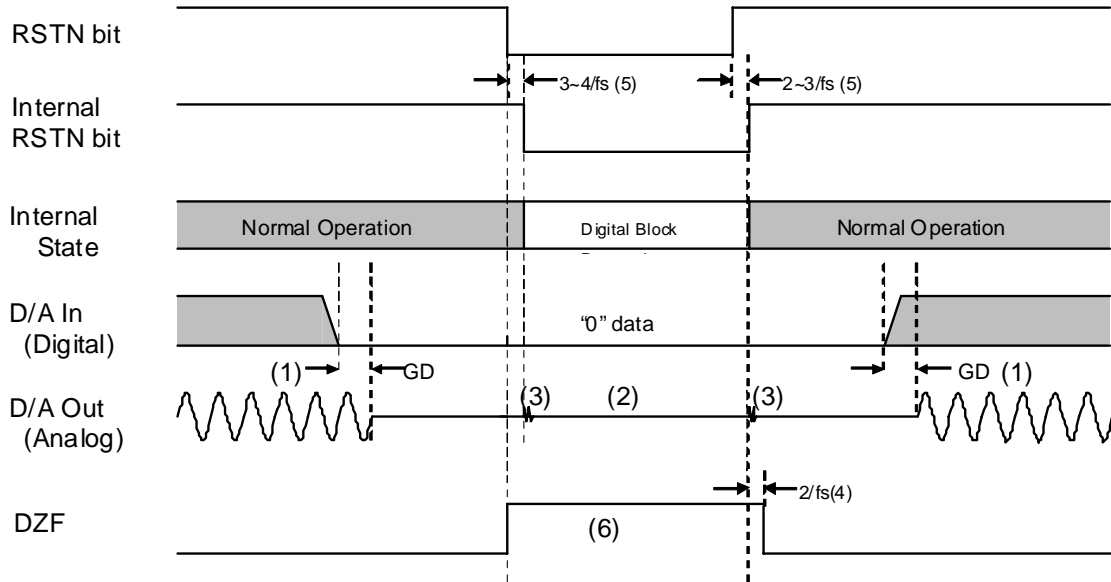 RSTN bit
3~4/fs (5)
2~3/fs (5)
Internal
RSTN bit
Internal
State
Normal Operation
Digital Block
Normal Operation
D/A In
(Digital)
“0” data
(1)
GD
GD (1)
D/A Out
(Analog)
(3)
(2)
(3)
2/fs(4)
DZF
(6)